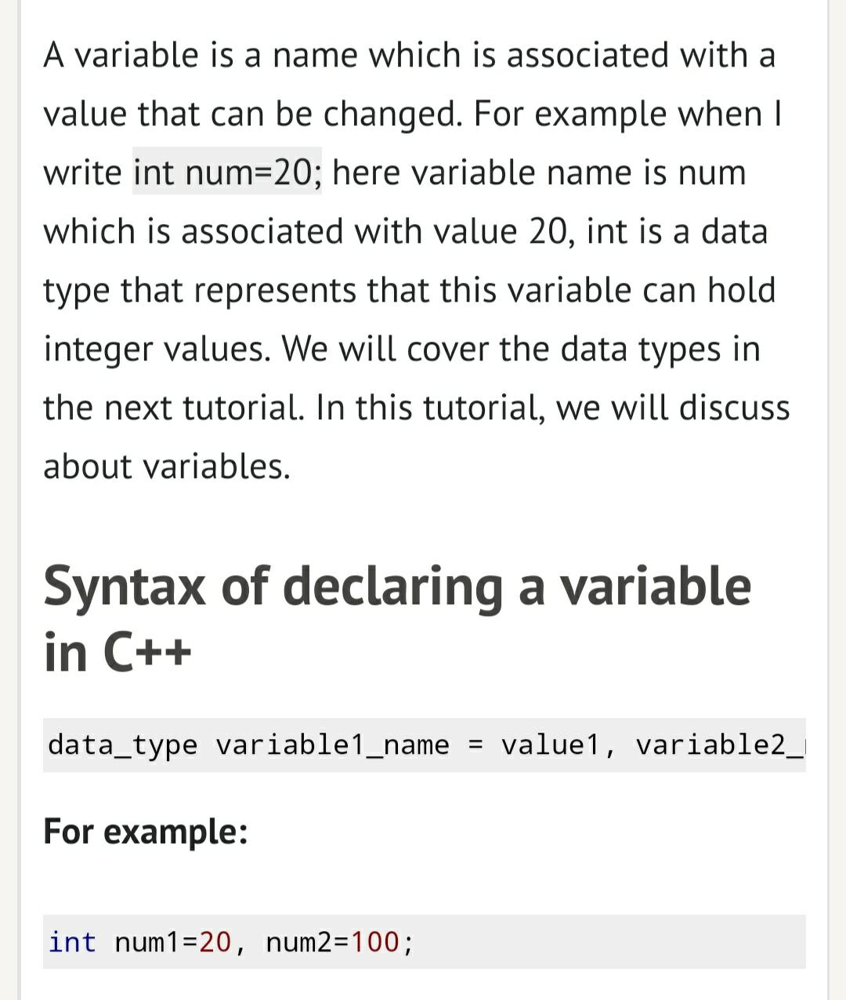 A variable is a name which is associated with a
value that can be changed. For example when I
write int num=20; here variable name is num
which is associated with value 20, int is a data
type that represents that this variable can hold
integer values. We will cover the data types in
the next tutorial. In this tutorial, we will discuss
about variables.
Syntax of declaring a variable
in C++
data_type variable1_name = value1, variable2_
For example:
int num1=20, num2=100;